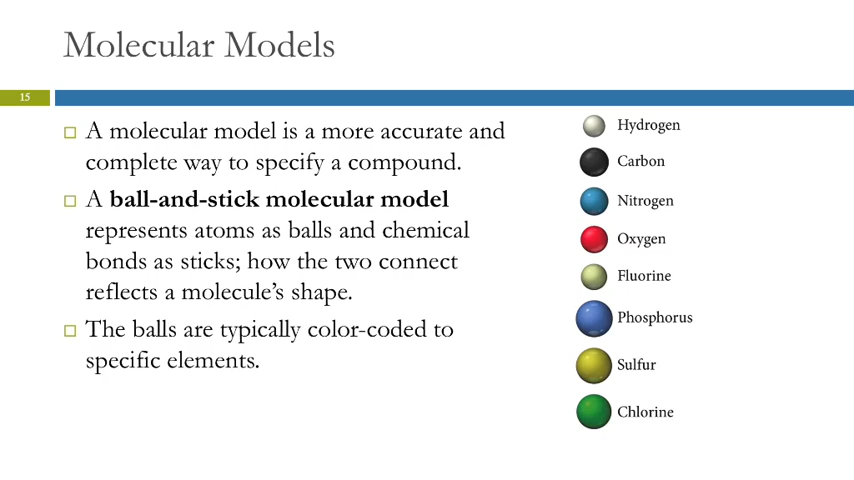 Molecular Models
15
A molecular model is a more accurate and
complete way to specify a compound.
A ball-and-stick molecular model
represents atoms as balls and chemical
bonds as sticks; how the two connect
reflects a molecule’s shape.
The balls are typically color-coded to
specific elements.
Hydrogen
Carbon
Nitrogen
Oxygen
Fluorine
Phosphorus
Sulfur
Chlorine